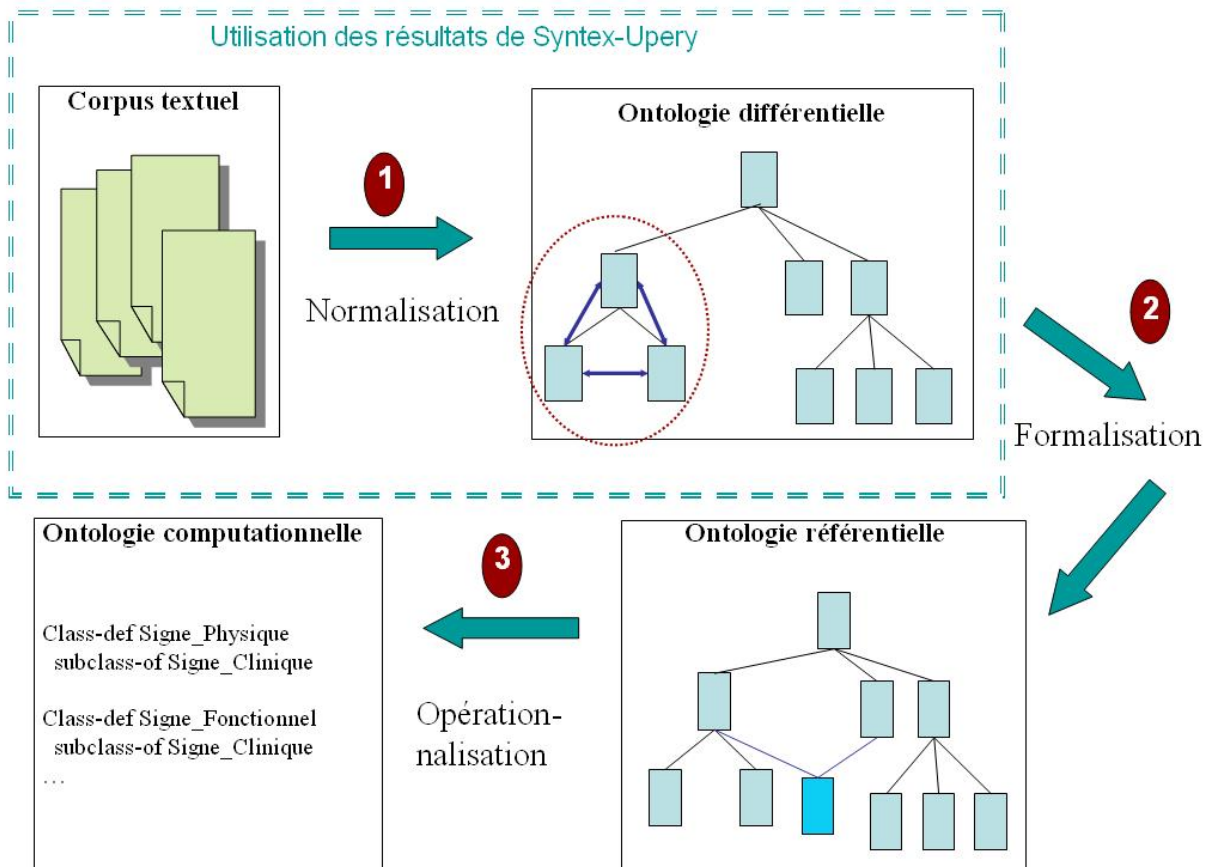 Utilisation des résultats de Syntex-Upery
Corpus textuel
1
Normalisation
Ontologie différentielle
2
Formalisation
Ontologie référentielle
3
Opération-
nalisation
Ontologie computationnelle
Class-def Signe_Physique
subclass-of Signe_Clinique
Class-def Signe_Fonctionnel
subclass-of Signe_Clinique
…